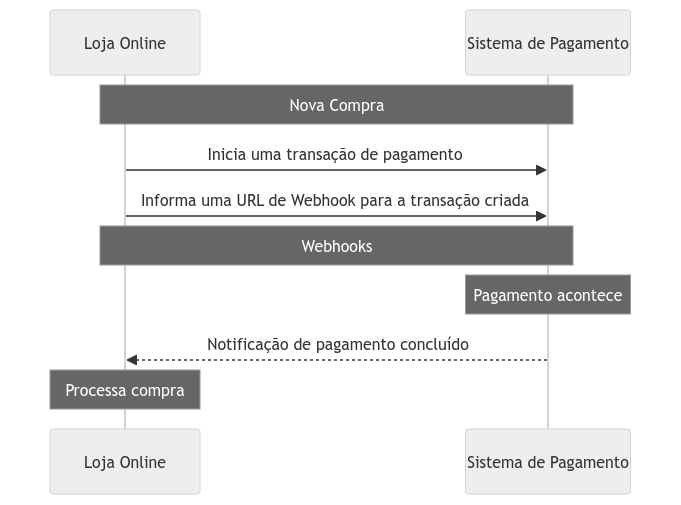 Loja Online
Sistema de Pagamento
Nova Compra
Inicia uma transação de pagamento
Informa uma URL de Webhook para a transação criada
Webhooks
Pagamento acontece
Notificação de pagamento concluído
Processa compra
Loja Online
Sistema de Pagamento